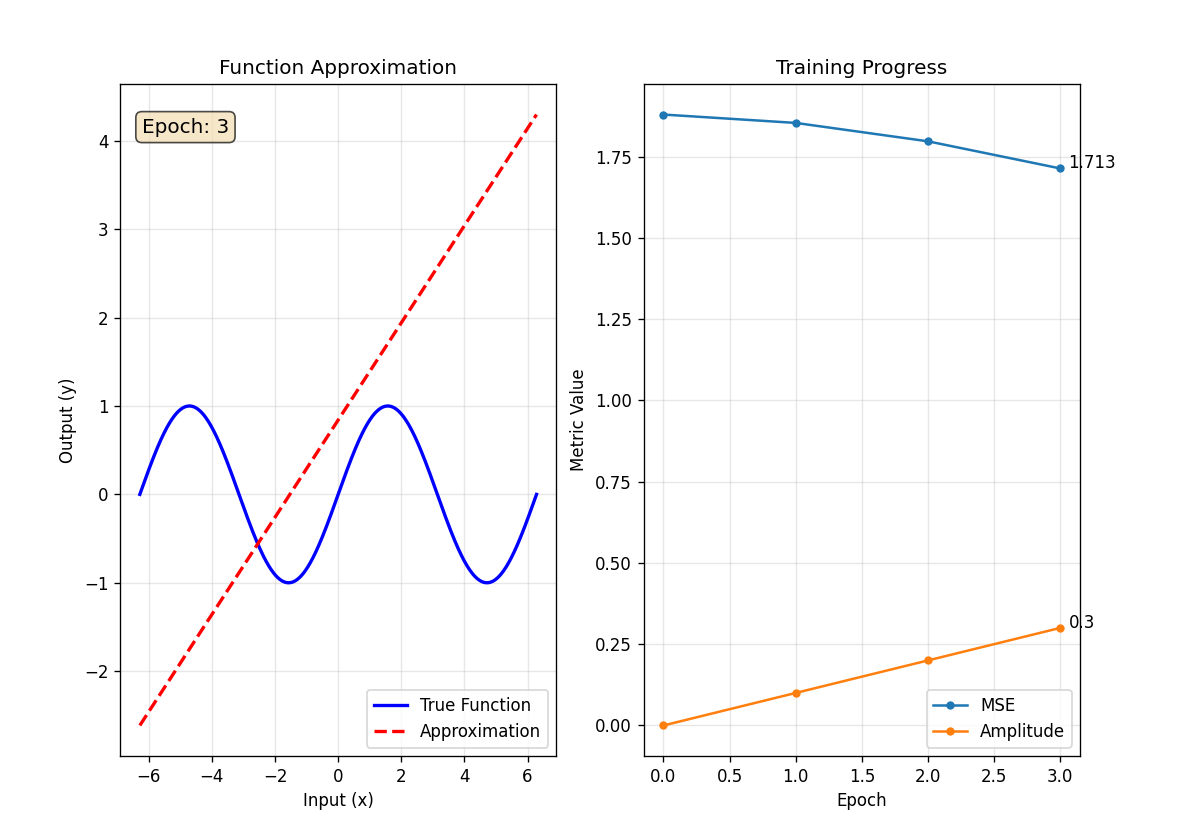 Function Approximation
Epoch: 3
4
3
2
1
0
−1
−2
Output (y)
−6
−4
−2
0
2
4
6
Input (x)
True Function
Approximation
Training Progress
1.75
1.50
1.25
1.00
0.75
0.50
0.25
0.00
Metric Value
0.0
0.5
1.0
1.5
2.0
2.5
3.0
Epoch
1.713
0.3
MSE
Amplitude